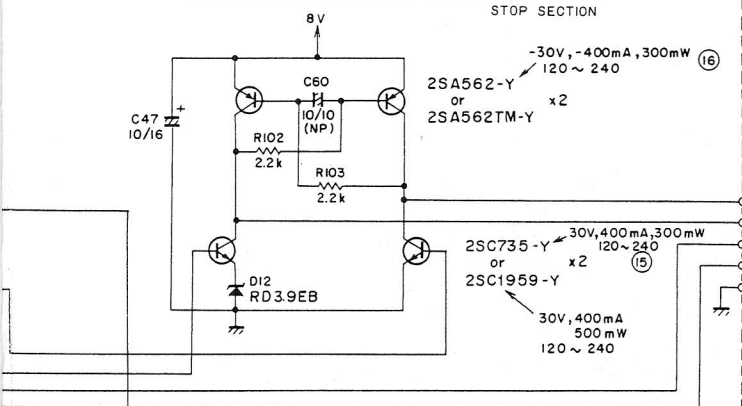 STOP SECTION
8V
-30V, -400mA, 300mW
16
120 ~ 240
C60
2SA562-Y
10/10
or
x2
(NP)
2SA562TM-Y
+
C47
10/16
R102
2.2k
R103
2.2k
30V, 400mA, 300mW
2SC735-Y
120~240
or
x2
15
2SC1959-Y
D12
RD3.9EB
30V, 400mA
500mW
120 ~ 240